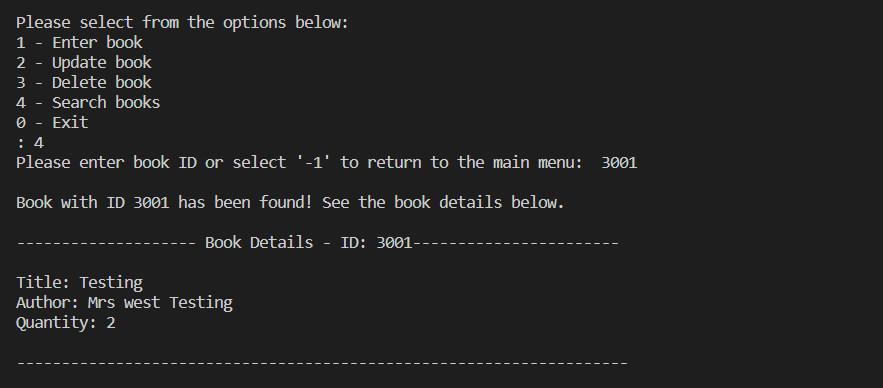 Please select from the options below:
1 - Enter book
2 - Update book
3 - Delete book
4 - Search books
0 - Exit
: 4
Please enter book ID or select '-1' to return to the main menu:  3001
Book with ID 3001 has been found! See the book details below.
-------------------- Book Details - ID: 3001-----------------------
Title: Testing
Author: Mrs west Testing
Quantity: 2
--------------------------------------------------------------------